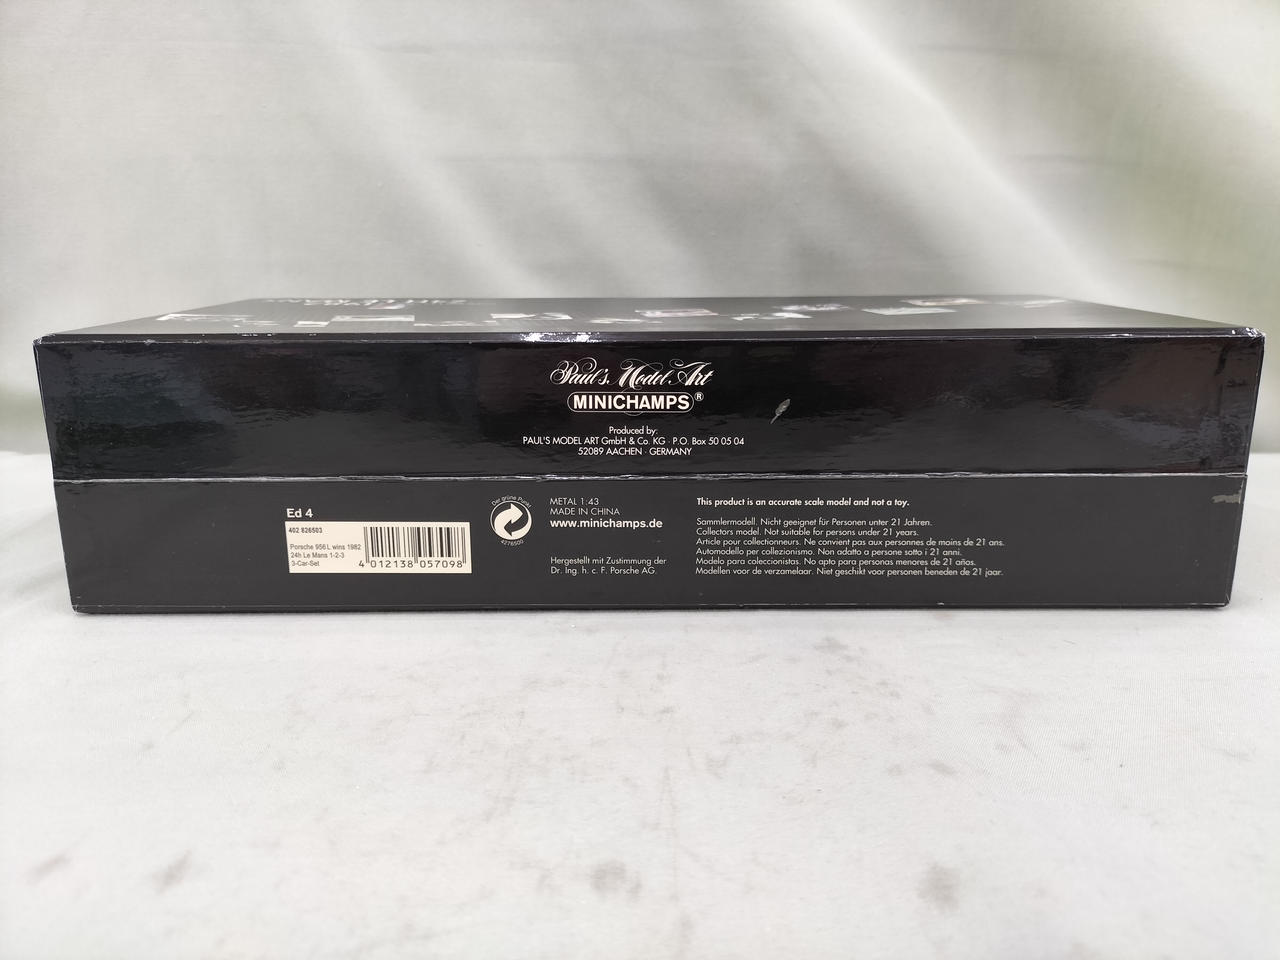 Paul's Model Art
MINICHAMPS®
Produced by:
PAUL'S MODEL ART GmbH & Co. KG · P.O. Box 50 05 04
52089 AACHEN · GERMANY
Ed 4
402 826503
Porsche 956 L wins 1982
24h Le Mans 1-2-3
3-Car-Set
4 012138 057098
Der grüne Punkt
4276500
METAL 1:43
MADE IN CHINA
www.minichamps.de
Hergestellt mit Zustimmung der
Dr. Ing. h. c. F. Porsche AG.
This product is an accurate scale model and not a toy.
Sammlermodell. Nicht geeignet für Personen unter 21 Jahren.
Collectors model. Not suitable for persons under 21 years.
Article pour collectionneurs. Ne convient pas aux personnes de moins de 21 ans.
Automodello per collezionismo. Non adatto a persone sotto i 21 anni.
Modelo para coleccionistas. No apto para personas menores de 21 años.
Modellen voor de verzamelaar. Niet geschikt voor personen beneden de 21 jaar.